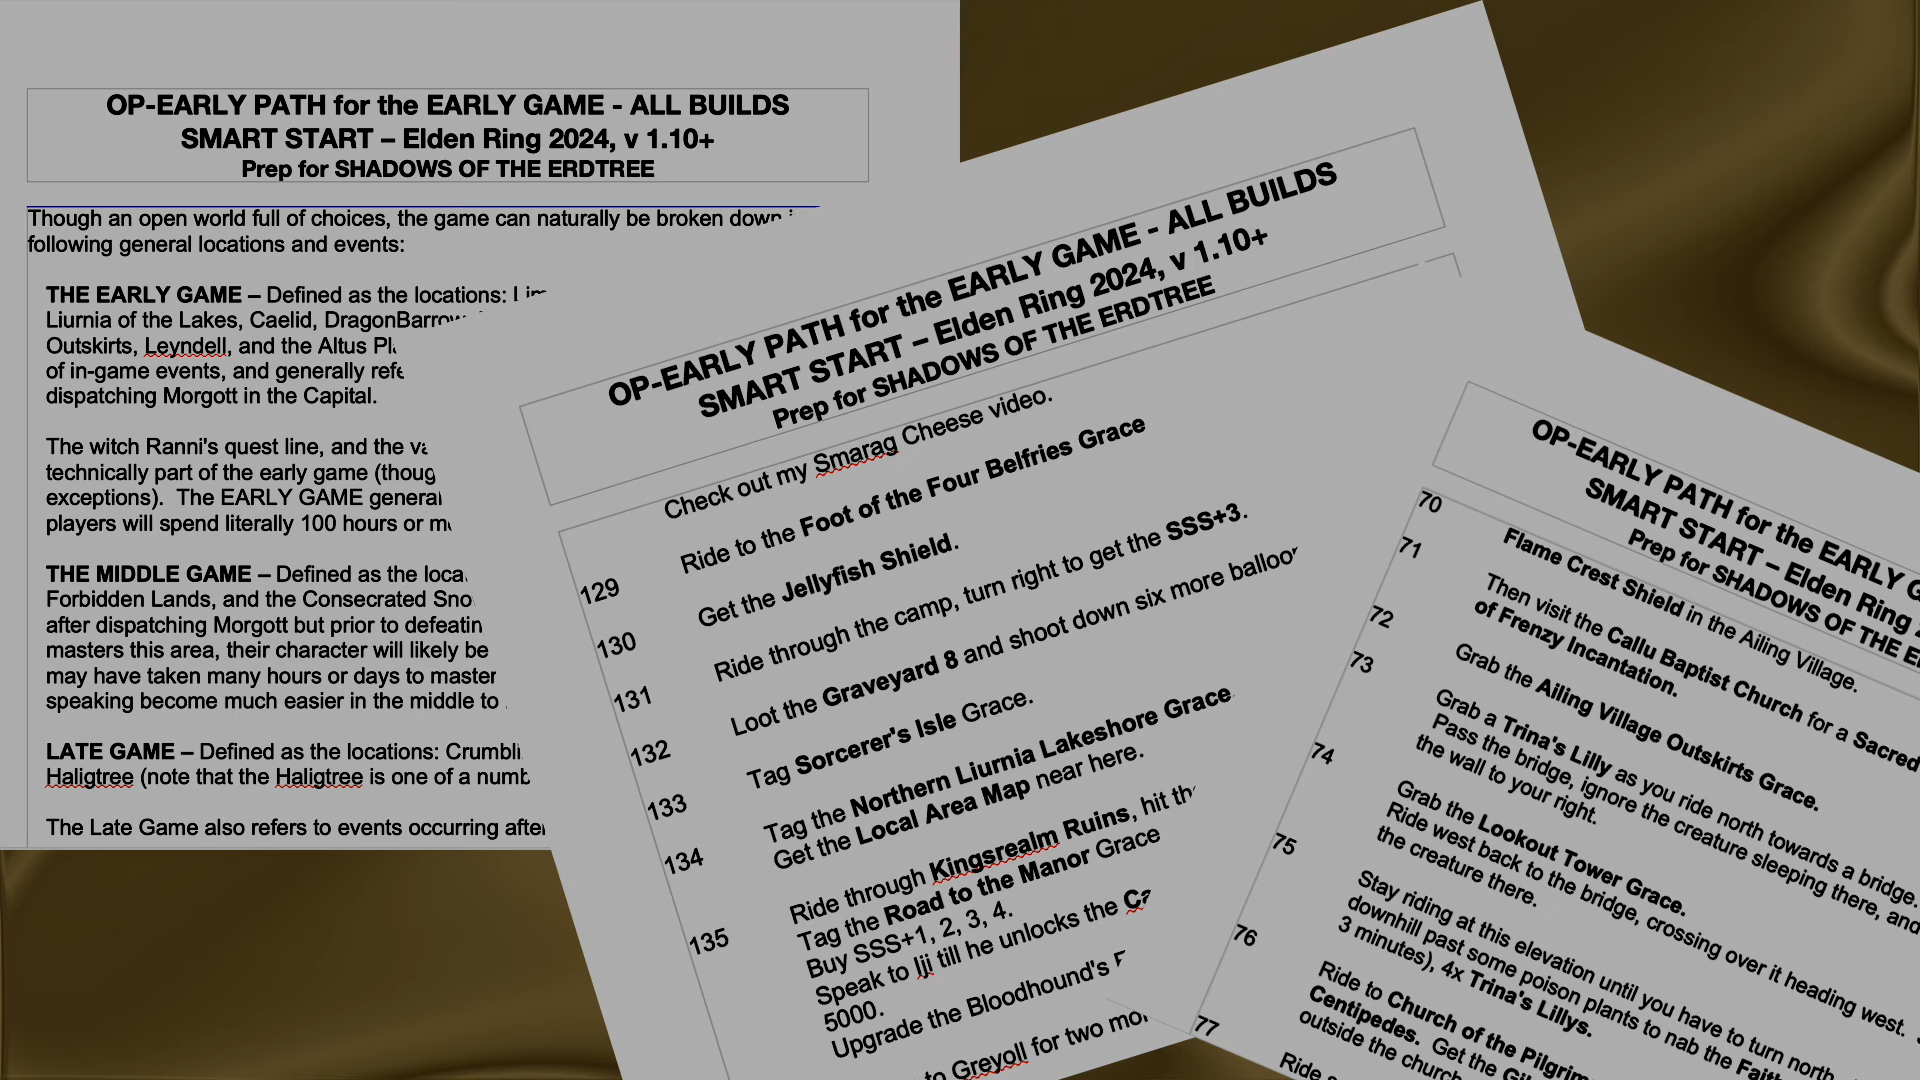 OP-EARLY PATH for the EARLY GAME - ALL BUILDS
SMART START – Elden Ring 2024, v 1.10+
Prep for SHADOWS OF THE ERDTREE
Though an open world full of choices, the game can naturally be broken down
following general locations and events:
THE EARLY GAME – Defined as the locations:
Liurnia of the Lakes, Caelid, DragonBarrow
Outskirts, Leyndell, and the Altus
of in-game events, and generally
dispatching Morgott in the Capital.
The witch Ranni's quest line, and the
technically part of the early game
exceptions). The EARLY GAME
players will spend literally 100 hours or
THE MIDDLE GAME – Defined as the
Forbidden Lands, and the Consecrated
after dispatching Morgott but prior to
masters this area, their character will likely be
may have taken many hours or days to master
speaking become much easier in the middle to
LATE GAME – Defined as the locations:
Haligtree (note that the Haligtree is one of a
The Late Game also refers to events occurring
OP-EARLY PATH for the EARLY GAME - ALL BUILDS
SMART START – Elden Ring 2024, v 1.10+
Prep for SHADOWS OF THE ERDTREE
Check out my Smarag Cheese video.
Ride to the Foot of the Four Belfries Grace
129
Get the Jellyfish Shield.
130
Ride through the camp, turn right to get the SSS+3.
131
Loot the Graveyard 8 and shoot down six more
132
Tag Sorcerer's Isle Grace.
133
Tag the Northern Liurnia Lakeshore Grace
Get the Local Area Map near here.
134
Ride through Kingsrealm Ruins, hit
Tag the Road to the Manor Grace
135
Buy SSS+1, 2, 3, 4.
Speak to Iji till he unlocks the
5000.
Upgrade the Bloodhound's
to Greyoll for two
OP-EARLY PATH for the EARLY
SMART START – Elden Ring
Prep for SHADOWS OF THE
70
Flame Crest Shield in the Ailing Village.
71
Then visit the Callu Baptist Church for a Sacred
of Frenzy Incantation.
72
Grab the Ailing Village Outskirts Grace.
73
Grab a Trina's Lilly as you ride north towards a bridge.
Pass the bridge, ignore the creature sleeping there, and
the wall to your right.
74
Grab the Lookout Tower Grace.
Ride west back to the bridge, crossing over it heading west.
the creature there.
75
Stay riding at this elevation until you have to turn north
downhill past some poison plants to nab the
3 minutes), 4x Trina's Lillys.
76
Ride to Church of the
Centipedes. Get the
outside the church
77
Ride